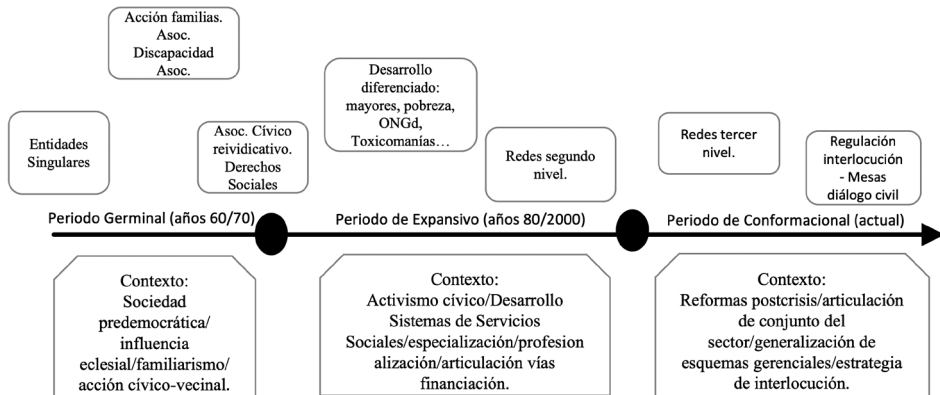 Acción familias.
Asoc.
Discapacidad
Asoc.
Entidades
Singulares
Asoc. Cívico
reividicativo.
Derechos
Sociales
Desarrollo
diferenciado:
mayores, pobreza,
ONGd,
Toxicomanías…
Redes segundo
nivel.
Redes tercer
nivel.
Regulación
interlocución
- Mesas
diálogo civil
Periodo Germinal (años 60/70)
Periodo de Expansivo (años 80/2000)
Periodo de Conformacional (actual)
Contexto:
Sociedad
predemocrática/
influencia
eclesial/familiarismo/
acción cívico-vecinal.
Contexto:
Activismo cívico/Desarrollo
Sistemas de Servicios
Sociales/especialización/profesion
alización/articulación vías
financiación.
Contexto:
Reformas postcrisis/articulación
de conjunto del
sector/generalización de
esquemas gerenciales/estrategia
de interlocución.